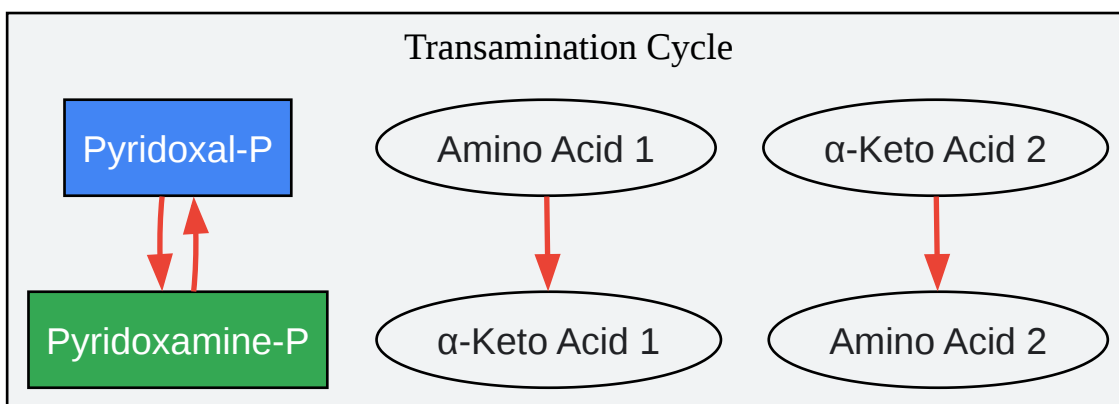 Transamination Cycle
Pyridoxal-P
Amino Acid 1
α-Keto Acid 2
Pyridoxamine-P
α-Keto Acid 1
Amino Acid 2